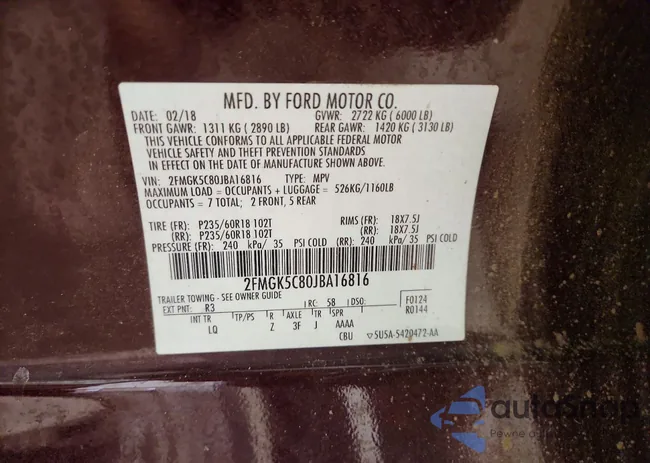 MFD. BY FORD MOTOR CO.
DATE: 02/18 GVWR: 2722 KG ( 6000 LB)
FRONT GAWR: 1311 KG ( 2890 LB) REAR GAWR: 1420 KG ( 3130 LB)
THIS VEHICLE CONFORMS TO ALL APPLICABLE FEDERAL MOTOR
VEHICLE SAFETY AND THEFT PREVENTION STANDARDS
IN EFFECT ON THE DATE OF MANUFACTURE SHOWN ABOVE.
VIN: 2FMGK5C80JBA16816 TYPE: MPV
MAXIMUM LOAD = OCCUPANTS + LUGGAGE = 526KG/1160LB
OCCUPANTS = 7 TOTAL; 2 FRONT, 5 REAR
TIRE (FR): P235/60R18 102T RIMS (FR): 18X7.5J
(RR): P235/60R18 102T (RR): 18X7.5J
PRESSURE (FR): 240 kPa/ 35 PSI COLD (RR): 240 kPa/ 35 PSI COLD
2FMGK5C80JBA16816
TRAILER TOWING - SEE OWNER GUIDE
EXT PNT: R3 RC: 58 DSO: F0124
R0144
INT TR TP/PS R AXLE TR SPR
LQ Z 3F J AAAA
CBU ▽5U5A-5420472-AA
autoSnap
Pewne